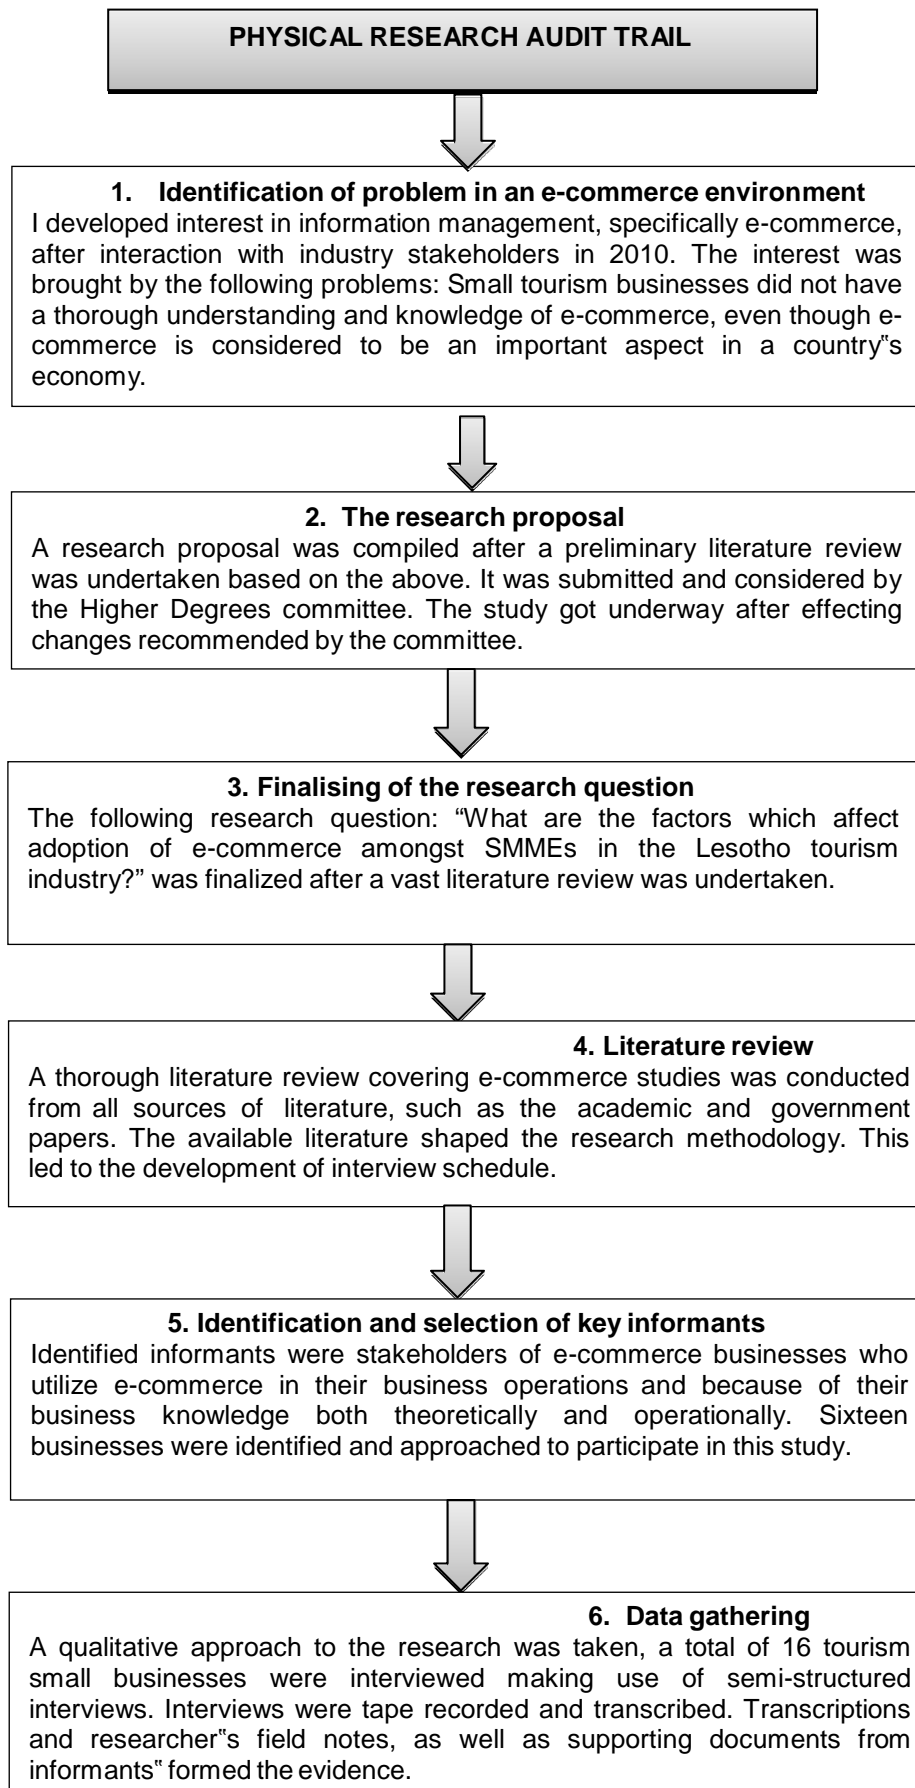 PHYSICAL RESEARCH AUDIT TRAIL
1. Identification of problem in an e-commerce environment
I developed interest in information management, specifically e-commerce,
after interaction with industry stakeholders in 2010. The interest was
brought by the following problems: Small tourism businesses did not have
a thorough understanding and knowledge of e-commerce, even though e-
commerce is considered to be an important aspect in a country‟s
economy.
2. The research proposal
A research proposal was compiled after a preliminary literature review
was undertaken based on the above. It was submitted and considered by
the Higher Degrees committee. The study got underway after effecting
changes recommended by the committee.
3. Finalising of the research question
The following research question: “What are the factors which affect
adoption of e-commerce amongst SMMEs in the Lesotho tourism
industry?” was finalized after a vast literature review was undertaken.
4. Literature review
A thorough literature review covering e-commerce studies was conducted
from all sources of literature, such as the academic and government
papers. The available literature shaped the research methodology. This
led to the development of interview schedule.
5. Identification and selection of key informants
Identified informants were stakeholders of e-commerce businesses who
utilize e-commerce in their business operations and because of their
business knowledge both theoretically and operationally. Sixteen
businesses were identified and approached to participate in this study.
6. Data gathering
A qualitative approach to the research was taken, a total of 16 tourism
small businesses were interviewed making use of semi-structured
interviews. Interviews were tape recorded and transcribed. Transcriptions
and researcher‟s field notes, as well as supporting documents from
informants‟ formed the evidence.